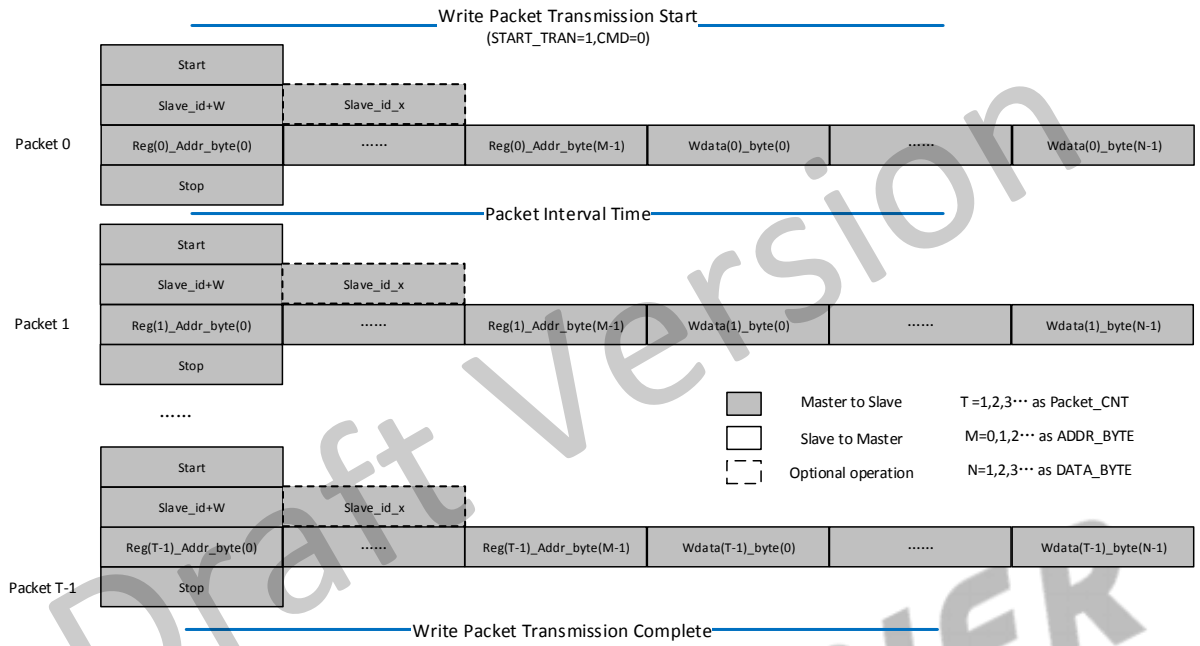 Write Packet Transmission Start
(START_TRAN=1,CMD=0)
Start
Slave_id+W Slave_id_x
Packet 0 Reg(0)_Addr_byte(0) …… Reg(0)_Addr_byte(M-1) Wdata(0)_byte(0) …… Wdata(0)_byte(N-1)
Stop
Packet Interval Time
Start
Slave_id+W Slave_id_x
Packet 1 Reg(1)_Addr_byte(0) …… Reg(1)_Addr_byte(M-1) Wdata(1)_byte(0) …… Wdata(1)_byte(N-1)
Stop
……
Master to Slave T =1,2,3··· as Packet_CNT
Slave to Master M=0,1,2··· as ADDR_BYTE
Optional operation N=1,2,3··· as DATA_BYTE
Start
Slave_id+W Slave_id_x
Reg(T-1)_Addr_byte(0) …… Reg(T-1)_Addr_byte(M-1) Wdata(T-1)_byte(0) …… Wdata(T-1)_byte(N-1)
Packet T-1 Stop
Write Packet Transmission Complete
Draft Version